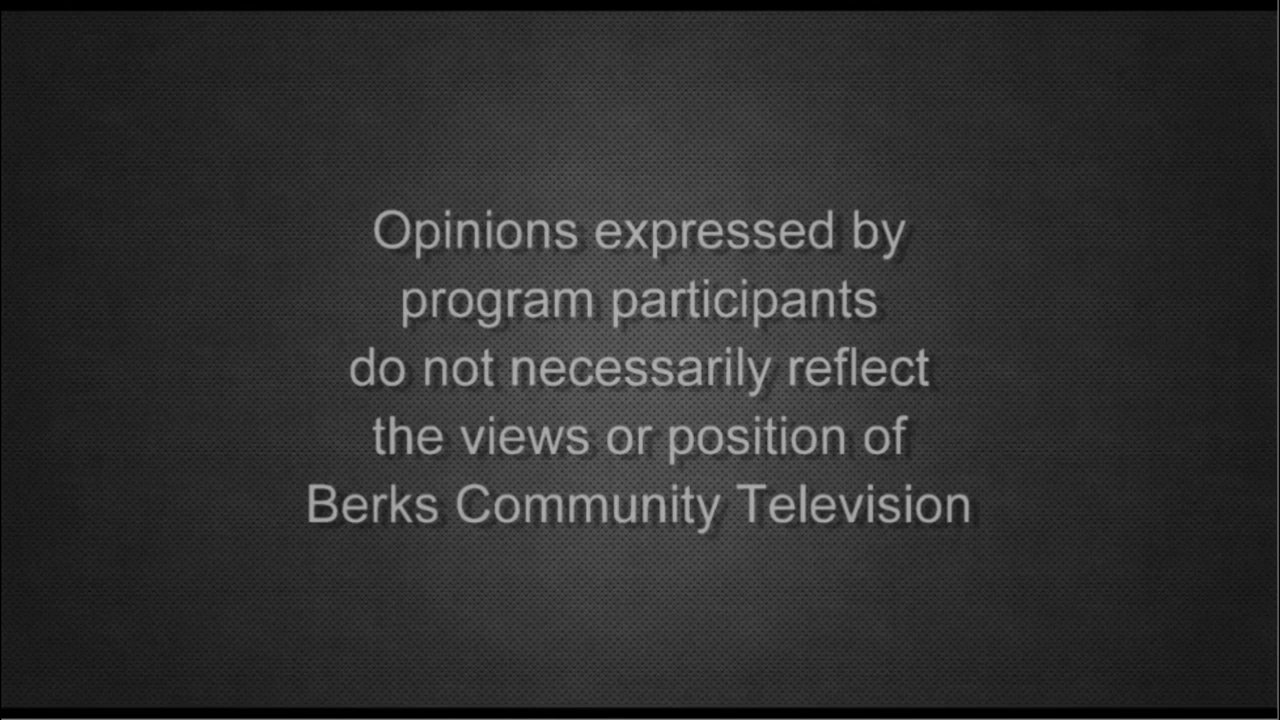 Opinions expressed by
program participants
do not necessarily reflect
the views or position of
Berks Community Television